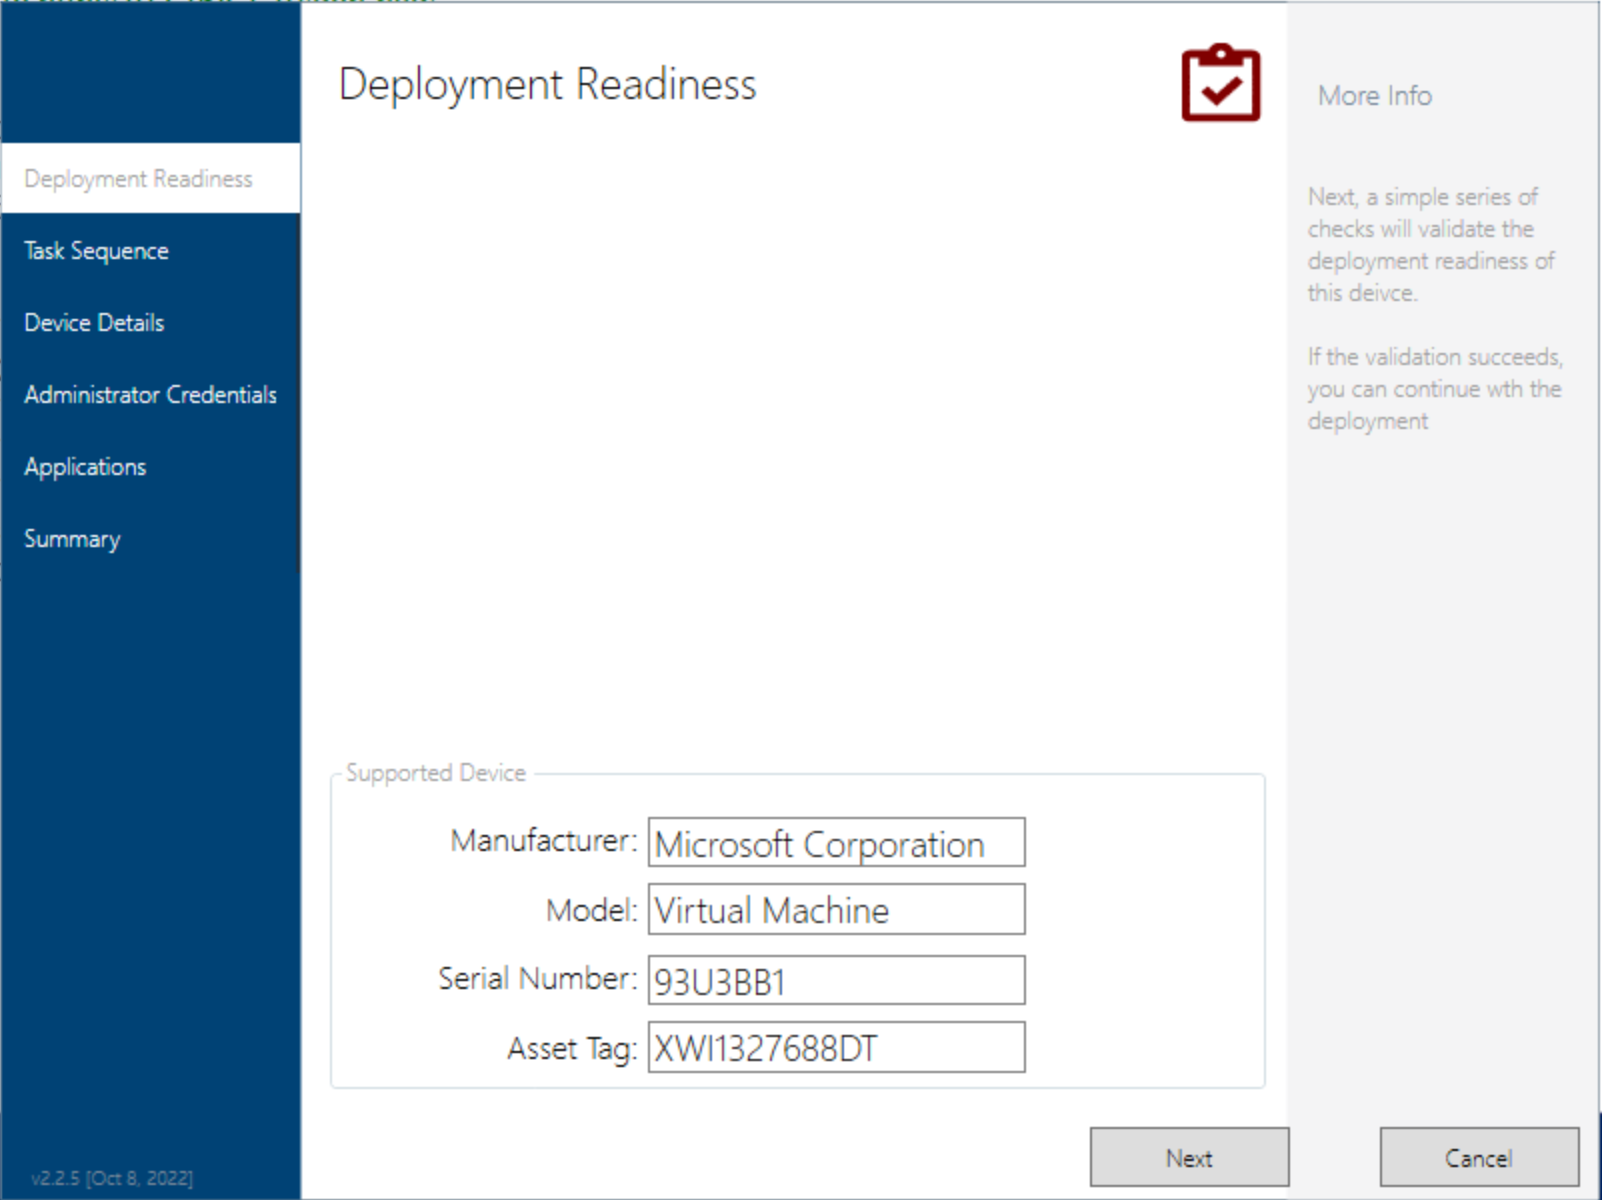 Deployment Readiness
More Info
Deployment Readiness
Task Sequence
Device Details
Administrator Credentials
Applications
Summary
Next, a simple series of
checks will validate the
deployment readiness of
this deivce.
If the validation succeeds,
you can continue wth the
deployment
Supported Device
Manufacturer: Microsoft Corporation
Model: Virtual Machine
Serial Number: 93U3BB1
Asset Tag: XWI1327688DT
Next
Cancel
v2.2.5 [Oct 8, 2022]